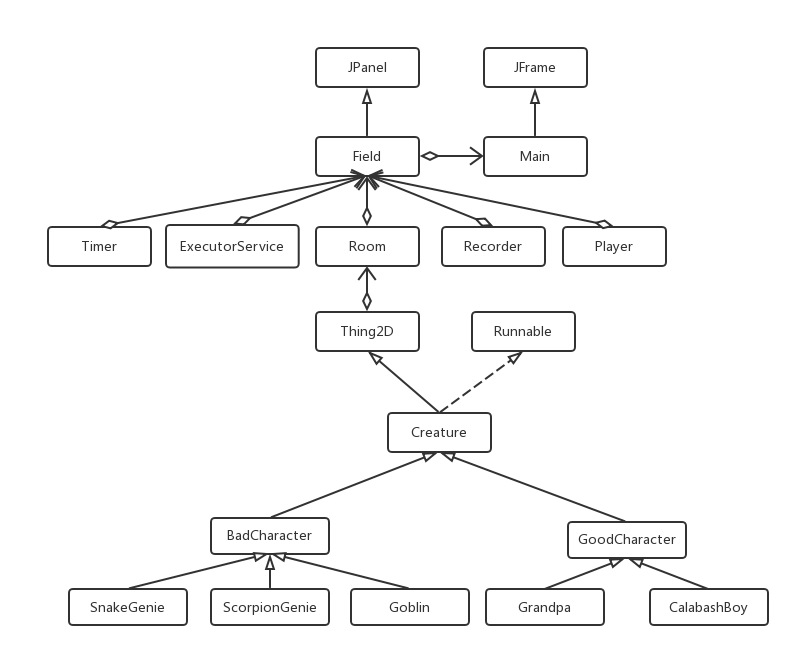 JPanel
JFrame
Field
Main
Timer
ExecutorService
Room
Recorder
Player
Thing2D
Runnable
Creature
BadCharacter
GoodCharacter
SnakeGenie
ScorpionGenie
Goblin
Grandpa
CalabashBoy